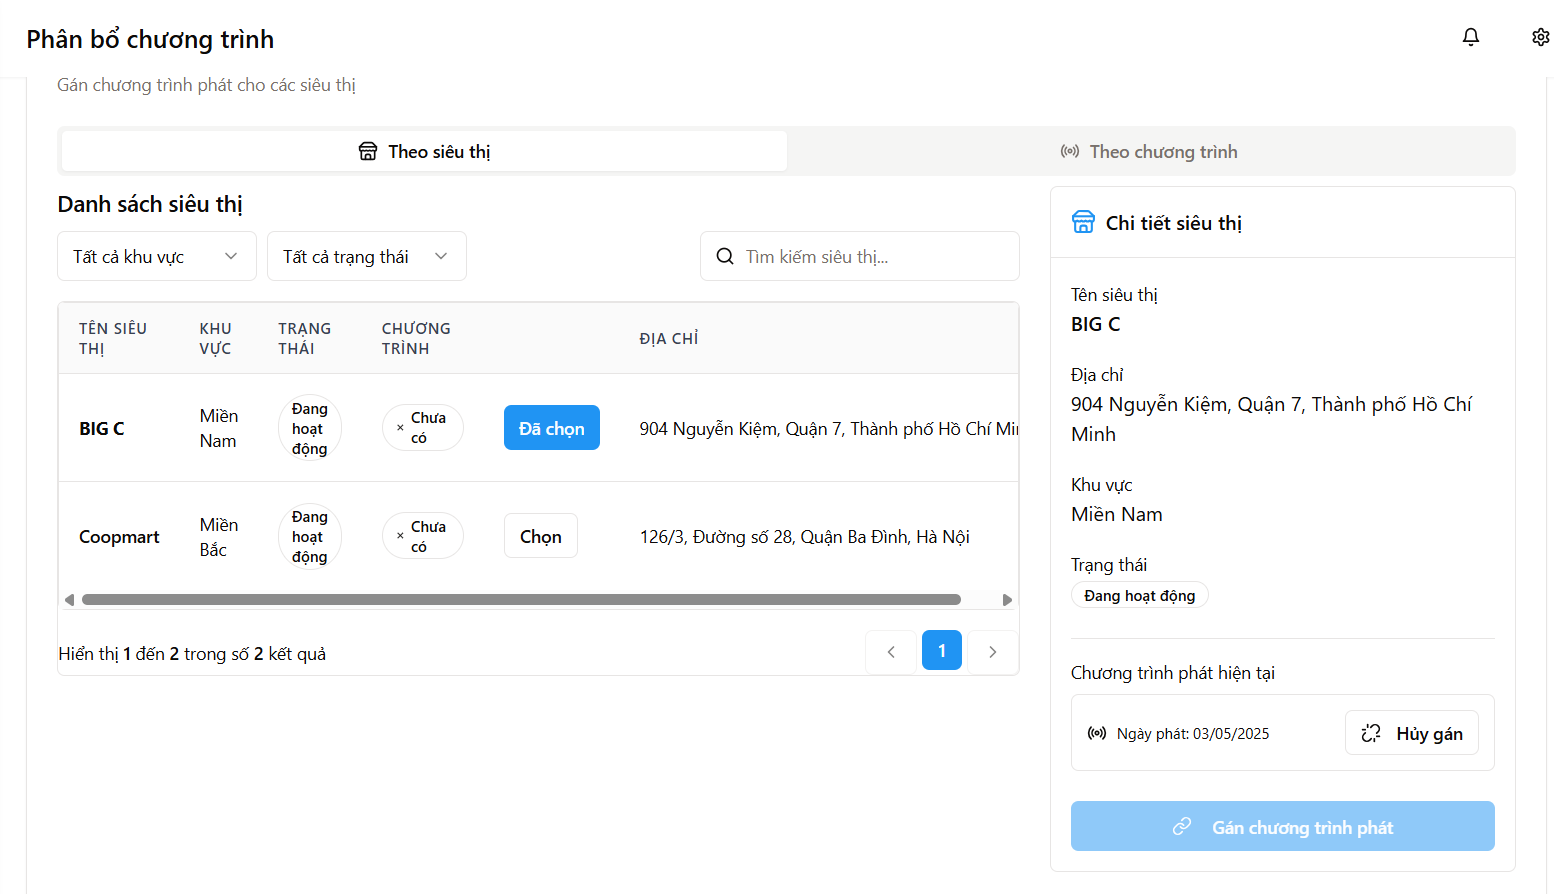 Phân bổ chương trình
Gán chương trình phát cho các siêu thị
Theo siêu thị
Theo chương trình
Danh sách siêu thị
Tất cả khu vực
Tất cả trạng thái
Tìm kiếm siêu thị...
TÊN SIÊU
THỊ
KHU
VỰC
TRẠNG
THÁI
CHƯƠNG
TRÌNH
ĐỊA CHỈ
BIG C
Miền
Nam
Đang
hoạt
động
× Chưa
có
Đã chọn
904 Nguyễn Kiệm, Quận 7, Thành phố Hồ Chí Min
Coopmart
Miền
Bắc
Đang
hoạt
động
× Chưa
có
Chọn
126/3, Đường số 28, Quận Ba Đình, Hà Nội
Hiển thị 1 đến 2 trong số 2 kết quả
1
Chi tiết siêu thị
Tên siêu thị
BIG C
Địa chỉ
904 Nguyễn Kiệm, Quận 7, Thành phố Hồ Chí
Minh
Khu vực
Miền Nam
Trạng thái
Đang hoạt động
Chương trình phát hiện tại
Ngày phát: 03/05/2025
Hủy gán
Gán chương trình phát